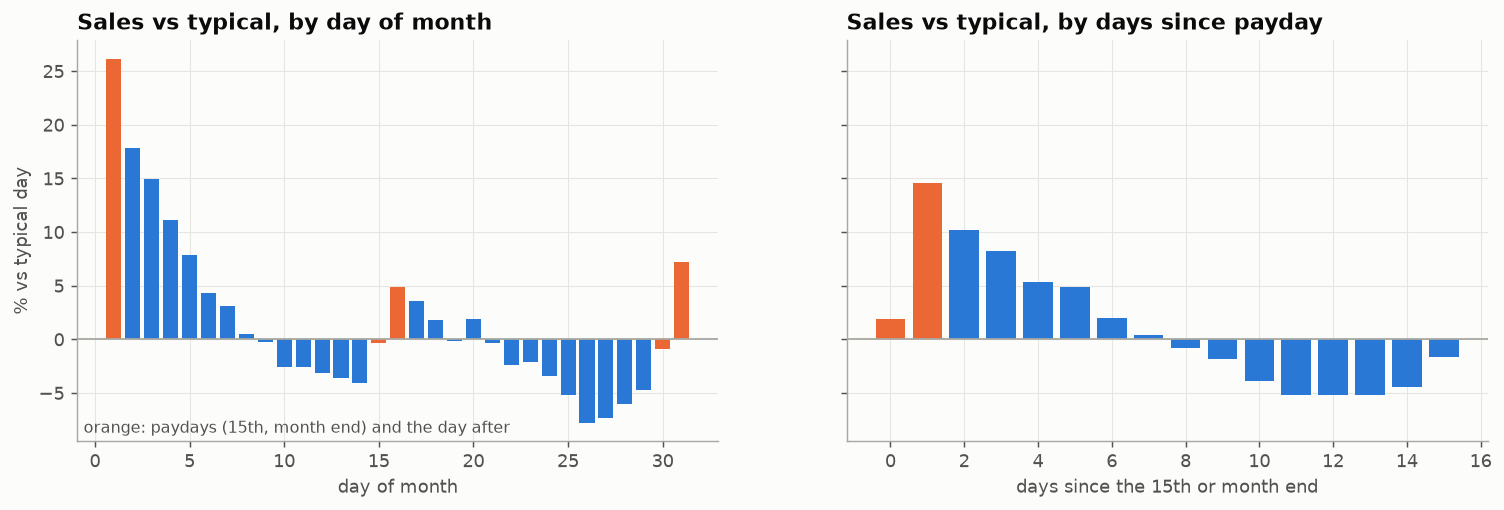 Sales vs typical, by day of month
% vs typical day
25
20
15
10
5
0
−5
orange: paydays (15th, month end) and the day after
0 5 10 15 20 25 30
day of month
Sales vs typical, by days since payday
0 2 4 6 8 10 12 14 16
days since the 15th or month end